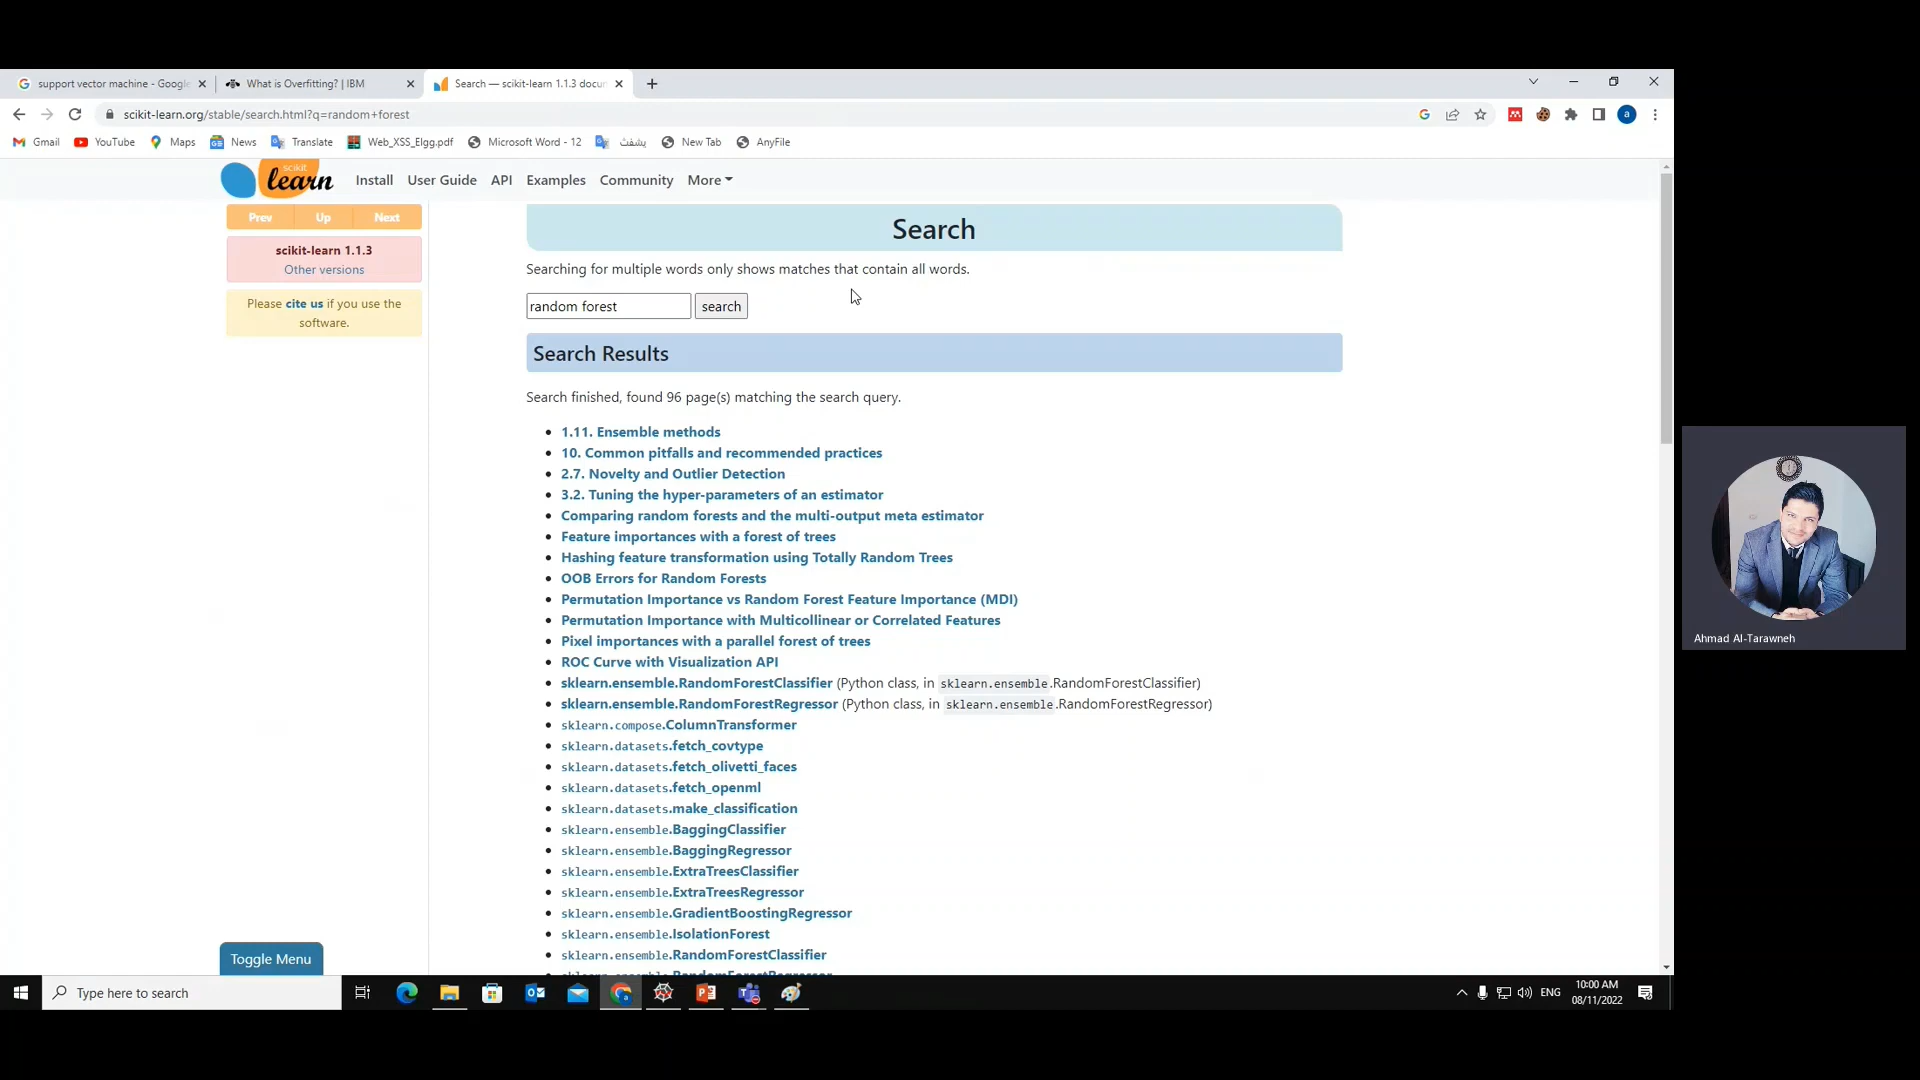 support vector machine - Google
What is Overfitting? | IBM
Search — scikit-learn 1.1.3 docu
scikit-learn.org/stable/search.html?q=random+forest
Gmail
YouTube
Maps
News
Translate
Web_XSS_Elgg.pdf
Microsoft Word - 12
يشفث
New Tab
AnyFile
scikit
learn
Install
User Guide
API
Examples
Community
More
Prev
Up
Next
scikit-learn 1.1.3
Other versions
Please cite us if you use the
software.
Toggle Menu
Search
Searching for multiple words only shows matches that contain all words.
random forest
search
Search Results
Search finished, found 96 page(s) matching the search query.
1.11. Ensemble methods
10. Common pitfalls and recommended practices
2.7. Novelty and Outlier Detection
3.2. Tuning the hyper-parameters of an estimator
Comparing random forests and the multi-output meta estimator
Feature importances with a forest of trees
Hashing feature transformation using Totally Random Trees
OOB Errors for Random Forests
Permutation Importance vs Random Forest Feature Importance (MDI)
Permutation Importance with Multicollinear or Correlated Features
Pixel importances with a parallel forest of trees
ROC Curve with Visualization API
sklearn.ensemble.RandomForestClassifier (Python class, in sklearn.ensemble.RandomForestClassifier)
sklearn.ensemble.RandomForestRegressor (Python class, in sklearn.ensemble.RandomForestRegressor)
sklearn.compose.ColumnTransformer
sklearn.datasets.fetch_covtype
sklearn.datasets.fetch_olivetti_faces
sklearn.datasets.fetch_openml
sklearn.datasets.make_classification
sklearn.ensemble.BaggingClassifier
sklearn.ensemble.BaggingRegressor
sklearn.ensemble.ExtraTreesClassifier
sklearn.ensemble.ExtraTreesRegressor
sklearn.ensemble.GradientBoostingRegressor
sklearn.ensemble.IsolationForest
sklearn.ensemble.RandomForestClassifier
sklearn.ensemble.RandomForestRegressor
Ahmad Al-Tarawneh
Type here to search
ENG
10:00 AM
08/11/2022